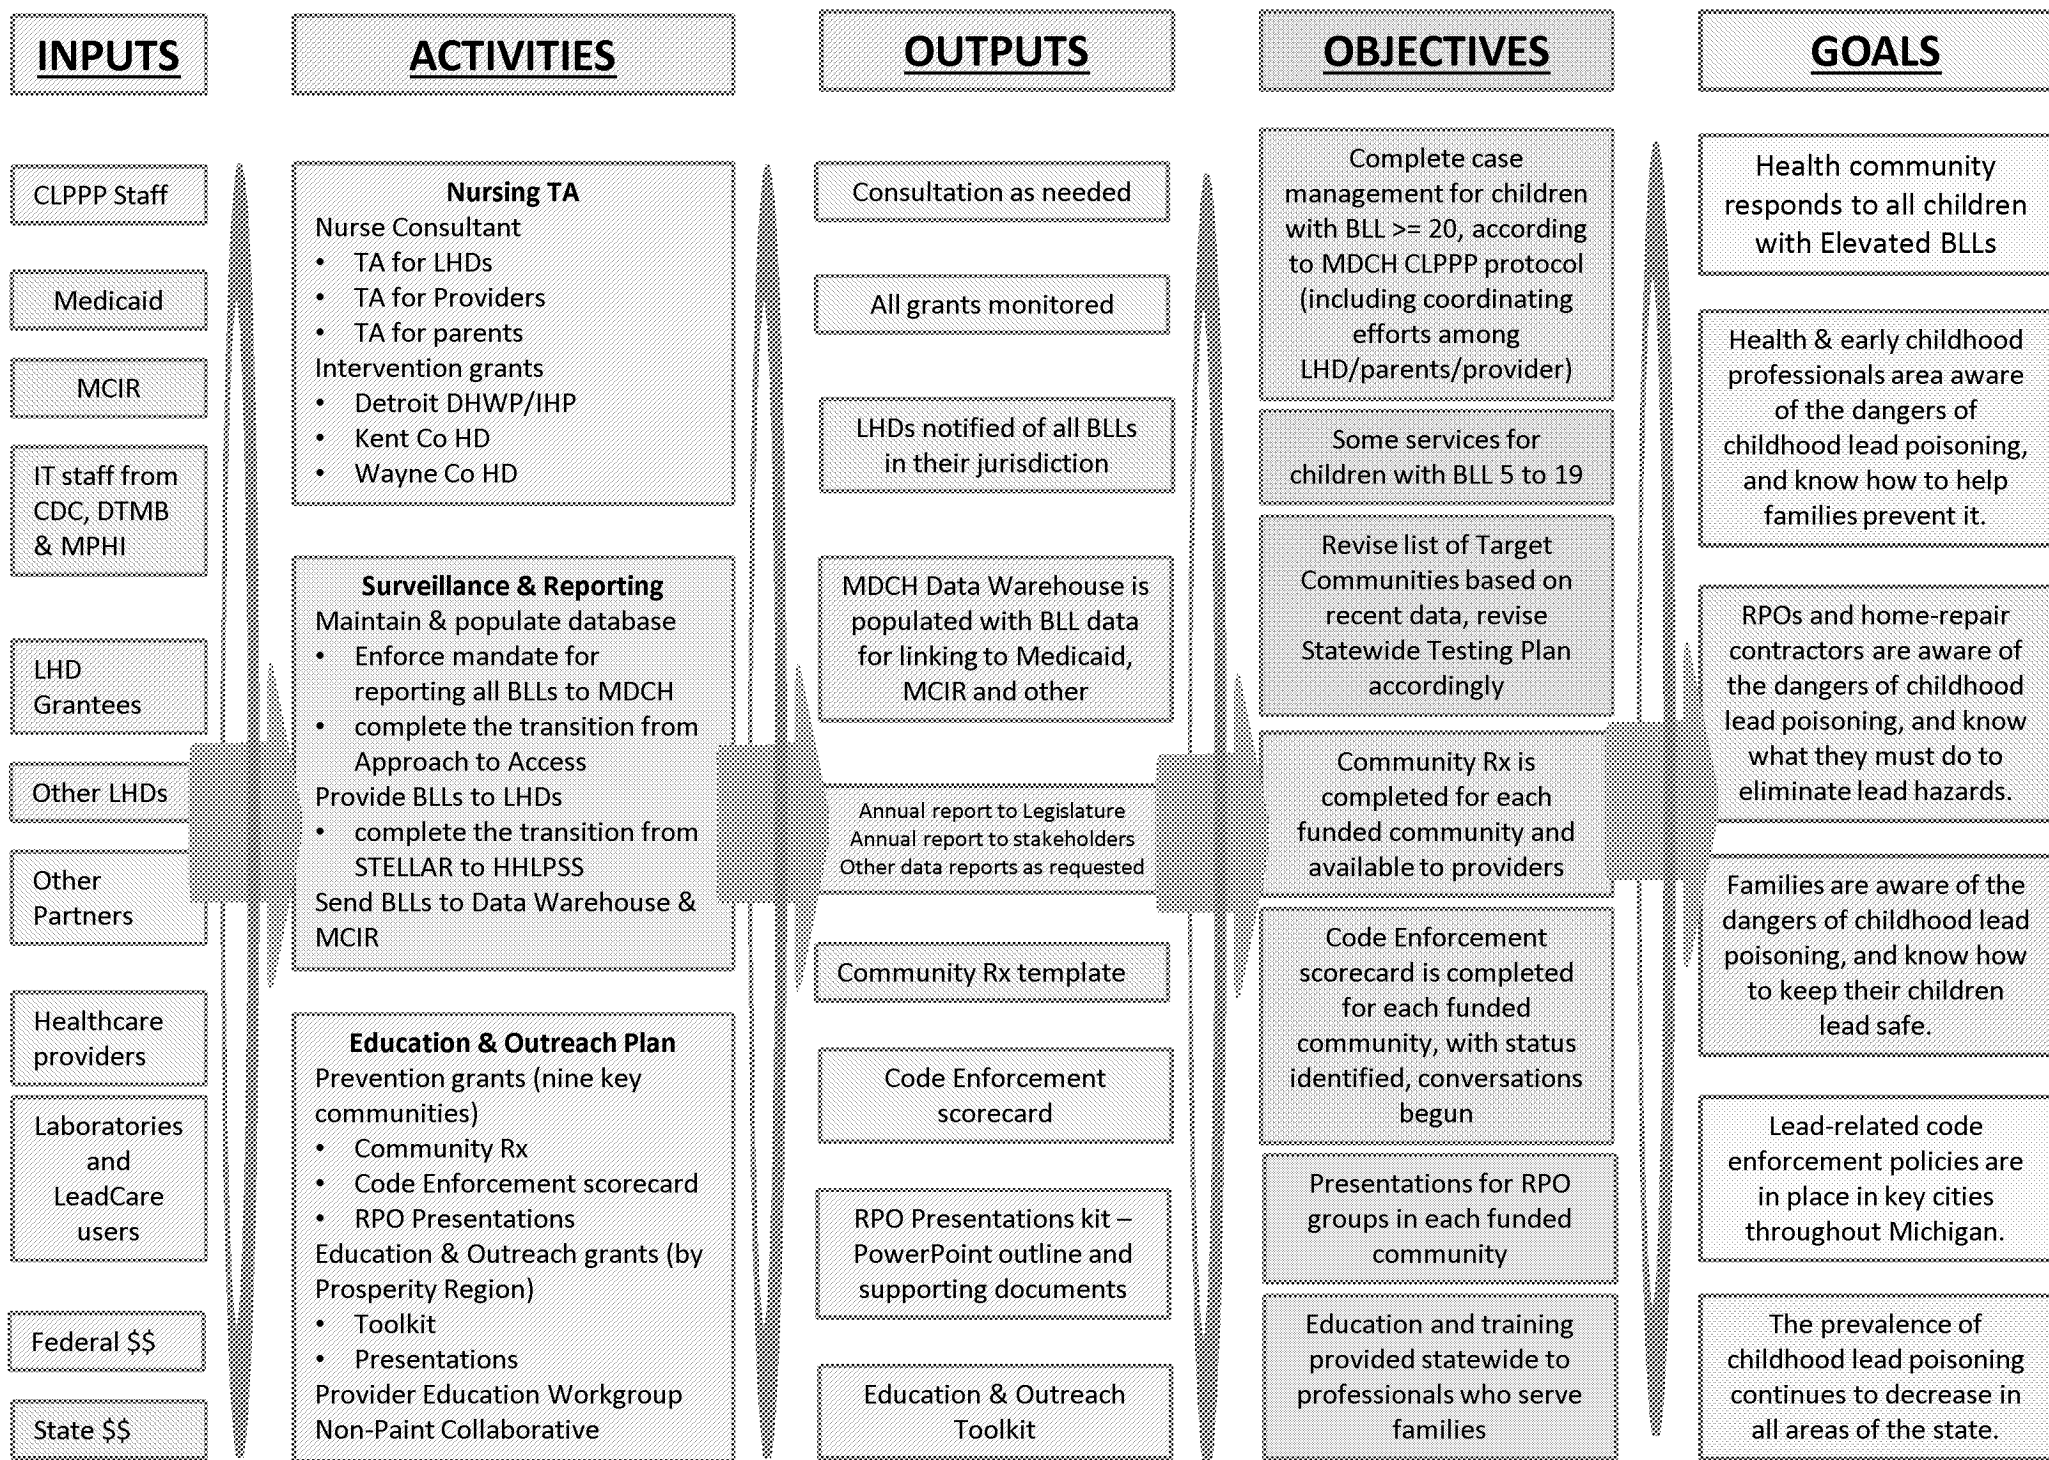 INPUTS
ACTIVITIES
OUTPUTS
OBJECTIVES
GOALS
CLPPP Staff
Medicaid
MCIR
IT staff from
CDC, DTMB
& MPHI
LHD
Grantees
Other LHDs
Other
Partners
Healthcare
providers
Laboratories
and
LeadCare
users
Federal $$
State $$
Nursing TA
Nurse Consultant
• TA for LHDs
• TA for Providers
• TA for parents
Intervention grants
• Detroit DHWP/IHP
• Kent Co HD
• Wayne Co HD
Surveillance & Reporting
Maintain & populate database
• Enforce mandate for
reporting all BLLs to MDCH
• complete the transition from
Approach to Access
Provide BLLs to LHDs
• complete the transition from
STELLAR to HHLPSS
Send BLLs to Data Warehouse &
MCIR
Education & Outreach Plan
Prevention grants (nine key
communities)
• Community Rx
• Code Enforcement scorecard
• RPO Presentations
Education & Outreach grants (by
Prosperity Region)
• Toolkit
• Presentations
Provider Education Workgroup
Non-Paint Collaborative
Consultation as needed
All grants monitored
LHDs notified of all BLLs
in their jurisdiction
MDCH Data Warehouse is
populated with BLL data
for linking to Medicaid,
MCIR and other
Annual report to Legislature
Annual report to stakeholders
Other data reports as requested
Community Rx template
Code Enforcement
scorecard
RPO Presentations kit –
PowerPoint outline and
supporting documents
Education & Outreach
Toolkit
Complete case
management for children
with BLL >= 20, according
to MDCH CLPPP protocol
(including coordinating
efforts among
LHD/parents/provider)
Some services for
children with BLL 5 to 19
Revise list of Target
Communities based on
recent data, revise
Statewide Testing Plan
accordingly
Community Rx is
completed for each
funded community and
available to providers
Code Enforcement
scorecard is completed
for each funded
community, with status
identified, conversations
begun
Presentations for RPO
groups in each funded
community
Education and training
provided statewide to
professionals who serve
families
Health community
responds to all children
with Elevated BLLs
Health & early childhood
professionals area aware
of the dangers of
childhood lead poisoning,
and know how to help
families prevent it.
RPOs and home-repair
contractors are aware of
the dangers of childhood
lead poisoning, and know
what they must do to
eliminate lead hazards.
Families are aware of the
dangers of childhood lead
poisoning, and know how
to keep their children
lead safe.
Lead-related code
enforcement policies are
in place in key cities
throughout Michigan.
The prevalence of
childhood lead poisoning
continues to decrease in
all areas of the state.